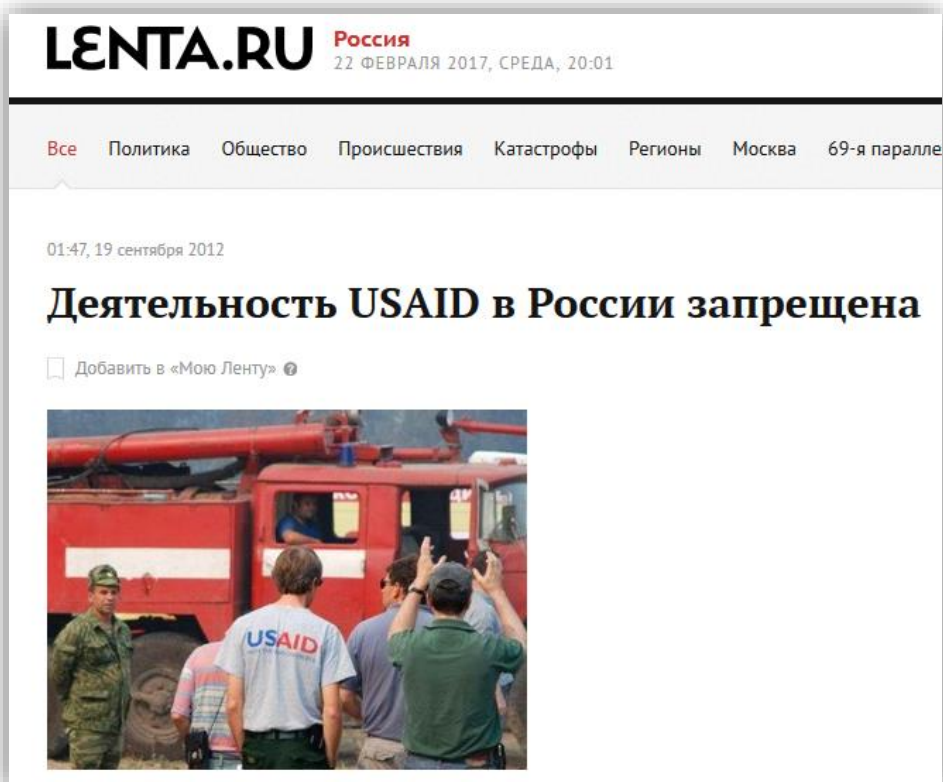 LENTA.RU
Россия
22 ФЕВРАЛЯ 2017, СРЕДА, 20:01
Все Политика Общество Происшествия Катастрофы Регионы Москва 69-я паралле
01:47, 19 сентября 2012
Деятельность USAID в России запрещена
Добавить в «Мою Ленту» ?
USAID